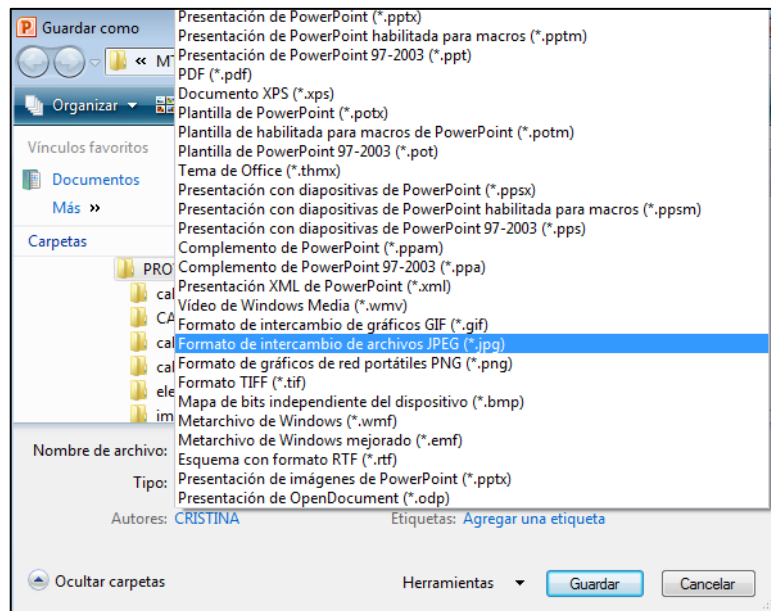 Guardar como
« MT
Organizar
Vínculos favoritos
Documentos
Más »
Carpetas
PRO
cal
CA
cal
cal
ele
im
Presentación de PowerPoint (*.pptx)
Presentación de PowerPoint habilitada para macros (*.pptm)
Presentación de PowerPoint 97-2003 (*.ppt)
PDF (*.pdf)
Documento XPS (*.xps)
Plantilla de PowerPoint (*.potx)
Plantilla de habilitada para macros de PowerPoint (*.potm)
Plantilla de PowerPoint 97-2003 (*.pot)
Tema de Office (*.thmx)
Presentación con diapositivas de PowerPoint (*.ppsx)
Presentación con diapositivas de PowerPoint habilitada para macros (*.ppsm)
Presentación con diapositivas de PowerPoint 97-2003 (*.pps)
Complemento de PowerPoint (*.ppam)
Complemento de PowerPoint 97-2003 (*.ppa)
Presentación XML de PowerPoint (*.xml)
Vídeo de Windows Media (*.wmv)
Formato de intercambio de gráficos GIF (*.gif)
Formato de intercambio de archivos JPEG (*.jpg)
Formato de gráficos de red portátiles PNG (*.png)
Formato TIFF (*.tif)
Mapa de bits independiente del dispositivo (*.bmp)
Metarchivo de Windows (*.wmf)
Metarchivo de Windows mejorado (*.emf)
Esquema con formato RTF (*.rtf)
Presentación de imágenes de PowerPoint (*.pptx)
Presentación de OpenDocument (*.odp)
Nombre de archivo:
Tipo:
Autores: CRISTINA
Etiquetas: Agregar una etiqueta
Ocultar carpetas
Herramientas
Guardar
Cancelar